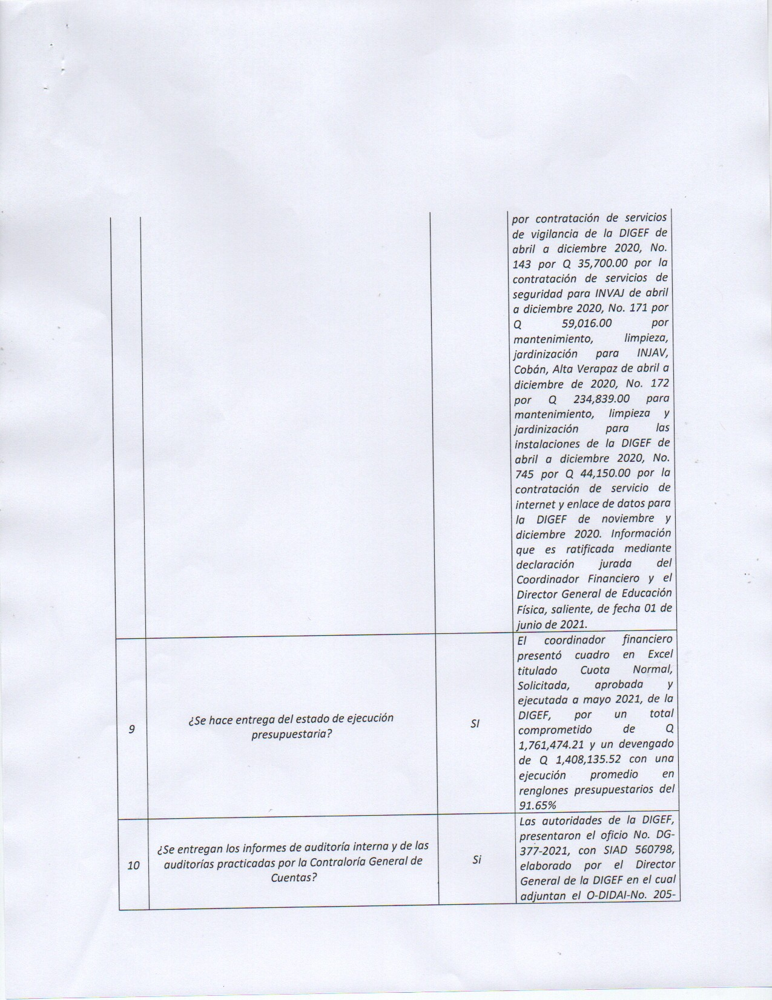 por contratación de servicios
de vigilancia de la DIGEF de
abril a diciembre 2020, No.
143 por Q 35,700.00 por la
contratación de servicios de
seguridad para INVAJ de abril
a diciembre 2020, No. 171 por
Q 59,016.00 por
mantenimiento, limpieza,
jardinización para INJAV,
Cobán, Alta Verapaz de abril a
diciembre de 2020, No. 172
por Q 234,839.00 para
mantenimiento, limpieza y
jardinización para las
instalaciones de la DIGEF de
abril a diciembre 2020, No.
745 por Q 44,150.00 por la
contratación de servicio de
internet y enlace de datos para
la DIGEF de noviembre y
diciembre 2020. Información
que es ratificada mediante
declaración jurada del
Coordinador Financiero y el
Director General de Educación
Física, saliente, de fecha 01 de
junio de 2021.
9
¿Se hace entrega del estado de ejecución
presupuestaria?
SI
El coordinador financiero
presentó cuadro en Excel
titulado Cuota Normal,
Solicitada, aprobada y
ejecutada a mayo 2021, de la
DIGEF, por un total
comprometido de Q
1,761,474.21 y un devengado
de Q 1,408,135.52 con una
ejecución promedio en
renglones presupuestarios del
91.65%
10
¿Se entregan los informes de auditoría interna y de las
auditorías practicadas por la Contraloría General de
Cuentas?
Si
Las autoridades de la DIGEF,
presentaron el oficio No. DG-
377-2021, con SIAD 560798,
elaborado por el Director
General de la DIGEF en el cual
adjuntan el O-DIDAI-No. 205-